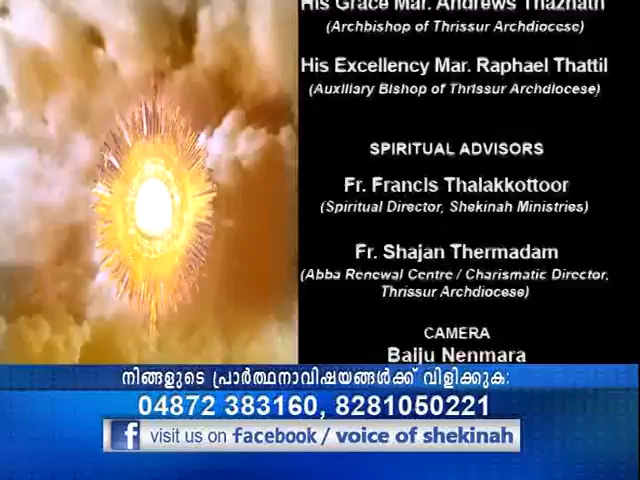 His Grace Mar. Andrews Thazhath
(Archbishop of Thrissur Archdiocese)
His Excellency Mar. Raphael Thattil
(Auxiliary Bishop of Thrissur Archdiocese)
SPIRITUAL ADVISORS
Fr. Francis Thalakkottoor
(Spiritual Director, Shekinah Ministries)
Fr. Shajan Thermadam
(Abba Renewal Centre / Charismatic Director,
Thrissur Archdiocese)
CAMERA
Baiju Nenmara
നിങ്ങളുടെ പ്രാർത്ഥനാവിഷയങ്ങൾക്ക് വിളിക്കുക:
04872 383160, 8281050221
f visit us on facebook / voice of shekinah